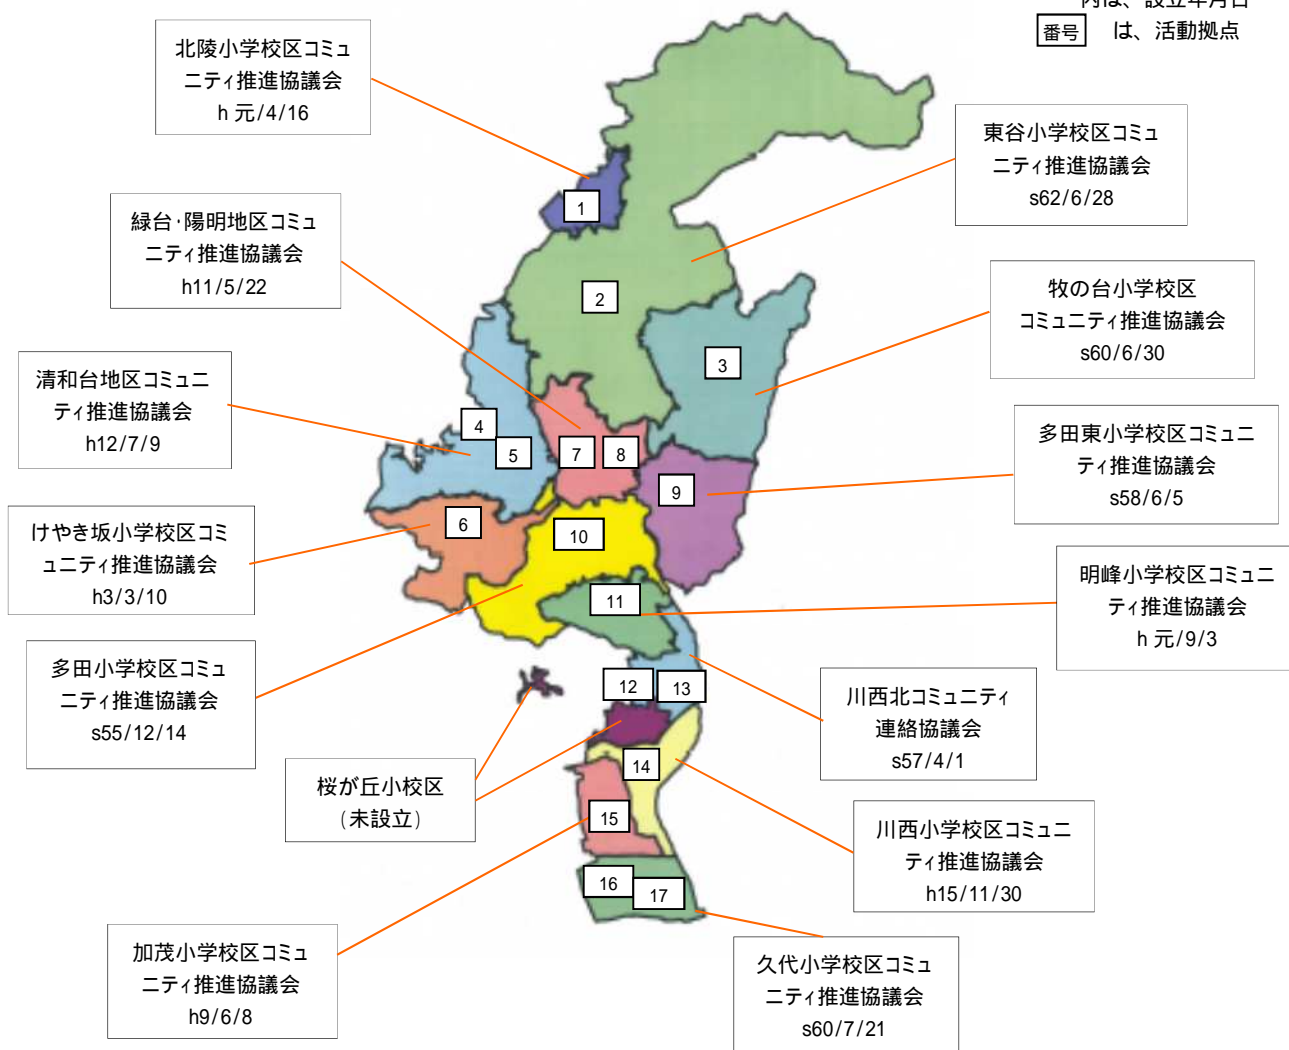 内は、設立年月日
番号 は、活動拠点
北陵小学校区コミュ
ニティ推進協議会
h 元/4/16
東谷小学校区コミュ
ニティ推進協議会
s62/6/28
緑台・陽明地区コミュ
ニティ推進協議会
h11/5/22
牧の台小学校区
コミュニティ推進協議会
s60/6/30
清和台地区コミュニ
ティ推進協議会
h12/7/9
多田東小学校区コミュニ
ティ推進協議会
s58/6/5
けやき坂小学校区コミ
ュニティ推進協議会
h3/3/10
明峰小学校区コミュニ
ティ推進協議会
h 元/9/3
多田小学校区コミュ
ニティ推進協議会
s55/12/14
川西北コミュニティ
連絡協議会
s57/4/1
桜が丘小校区
（未設立）
川西小学校区コミュニ
ティ推進協議会
h15/11/30
加茂小学校区コミュ
ニティ推進協議会
h9/6/8
久代小学校区コミュ
ニティ推進協議会
s60/7/21
1
2
3
4
5
6
7
8
9
10
11
12
13
14
15
16
17